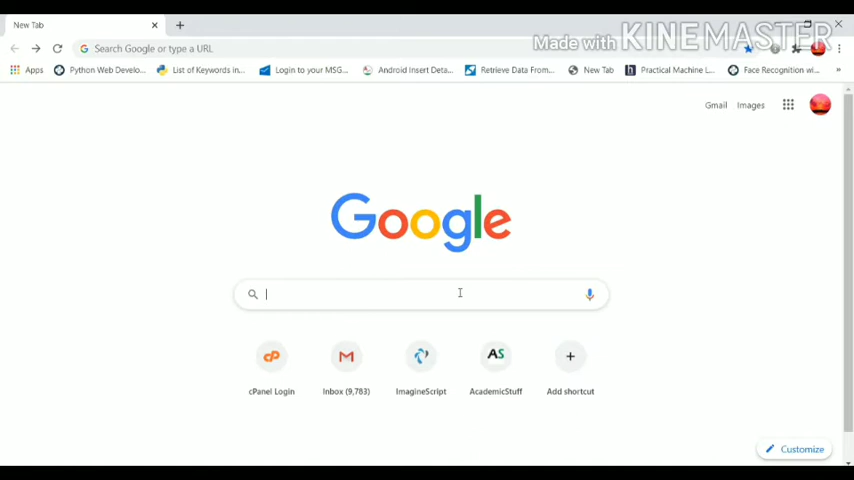 New Tab
Made with KINEMASTER
Search Google or type a URL
Apps Python Web Develo... List of Keywords in... Login to your MSG... Android Insert Deta... Retrieve Data From... New Tab Practical Machine L... Face Recognition wi... »
Gmail Images
Google
cPanel Login Inbox (9,783) ImagineScript AcademicStuff Add shortcut
Customize